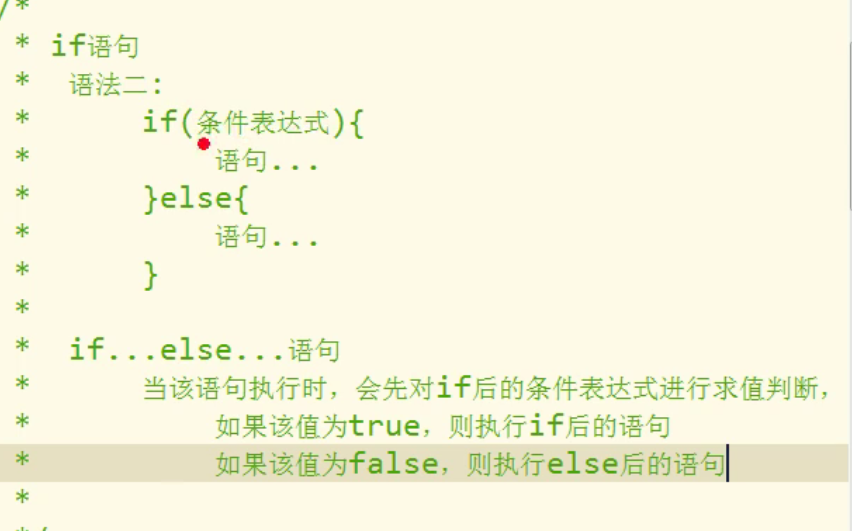 /*
* if语句
* 语法二:
* if(条件表达式){
* 语句...
* }else{
* 语句...
* }
*
* if...else...语句
* 当该语句执行时，会先对if后的条件表达式进行求值判断，
* 如果该值为true，则执行if后的语句
* 如果该值为false，则执行else后的语句
*
*/